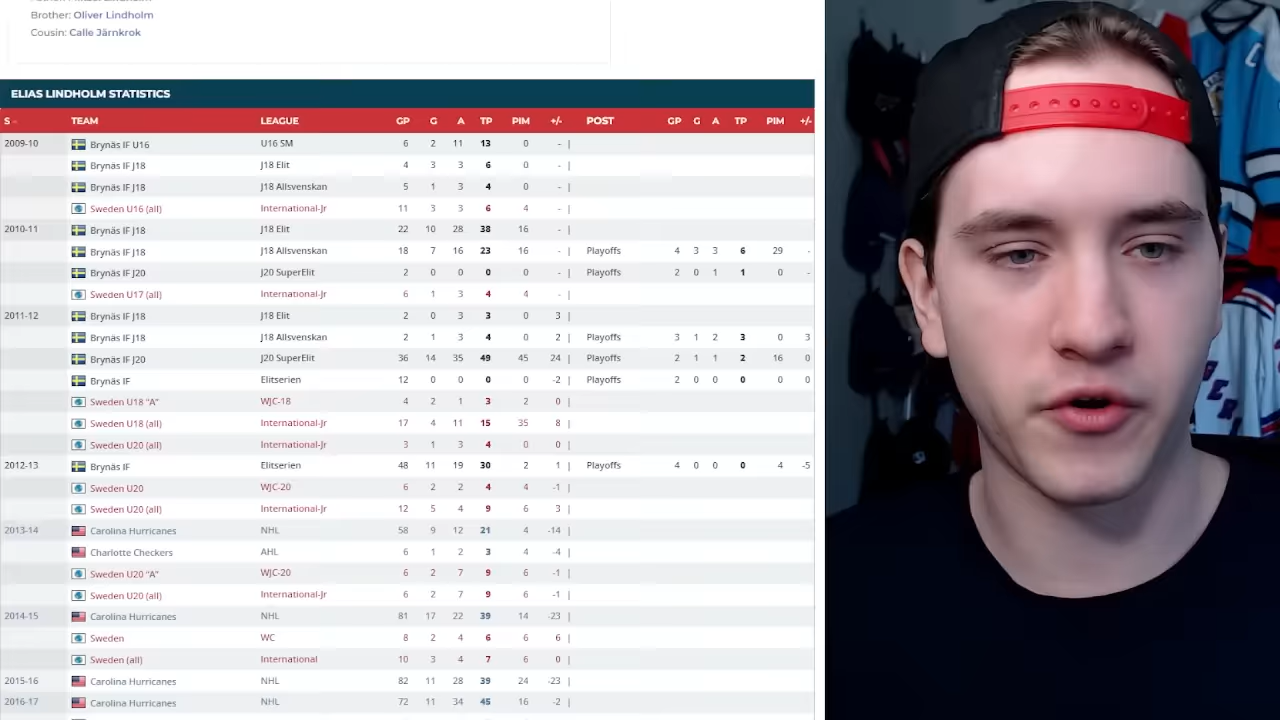 Brother: Oliver Lindholm
Cousin: Calle Järnkrok
ELIAS LINDHOLM STATISTICS
S TEAM LEAGUE GP G A TP PIM +/- POST GP G A TP PIM +/-
2009-10 Brynäs IF U16 U16 SM 6 2 11 13 0 - |
Brynäs IF J18 J18 Elit 4 3 3 6 0 - |
Brynäs IF J18 J18 Allsvenskan 5 1 3 4 0 - |
Sweden U16 (all) International-Jr 11 3 3 6 4 - |
2010-11 Brynäs IF J18 J18 Elit 22 10 28 38 16 - |
Brynäs IF J18 J18 Allsvenskan 18 7 16 23 16 - | Playoffs 4 3 3 6 29 -
Brynäs IF J20 J20 SuperElit 2 0 0 0 0 - | Playoffs 2 0 1 1 0 -
Sweden U17 (all) International-Jr 6 1 3 4 4 - |
2011-12 Brynäs IF J18 J18 Elit 2 0 3 3 0 3 |
Brynäs IF J18 J18 Allsvenskan 2 1 3 4 0 2 | Playoffs 3 1 2 3 0 3
Brynäs IF J20 J20 SuperElit 36 14 35 49 45 24 | Playoffs 2 1 1 2 16 0
Brynäs IF Elitserien 12 0 0 0 0 -2 | Playoffs 2 0 0 0 0 0
Sweden U18 "A" WJC-18 4 2 1 3 2 0 |
Sweden U18 (all) International-Jr 17 4 11 15 35 8 |
Sweden U20 (all) International-Jr 3 1 3 4 0 0 |
2012-13 Brynäs IF Elitserien 48 11 19 30 2 1 | Playoffs 4 0 0 0 4 -5
Sweden U20 WJC-20 6 2 2 4 4 -1 |
Sweden U20 (all) International-Jr 12 5 4 9 6 3 |
2013-14 Carolina Hurricanes NHL 58 9 12 21 4 -14 |
Charlotte Checkers AHL 6 1 2 3 4 -4 |
Sweden U20 "A" WJC-20 6 2 7 9 6 -1 |
Sweden U20 (all) International-Jr 6 2 7 9 6 -1 |
2014-15 Carolina Hurricanes NHL 81 17 22 39 14 -23 |
Sweden WC 8 2 4 6 6 6 |
Sweden (all) International 10 3 4 7 6 0 |
2015-16 Carolina Hurricanes NHL 82 11 28 39 24 -23 |
2016-17 Carolina Hurricanes NHL 72 11 34 45 16 -2 |